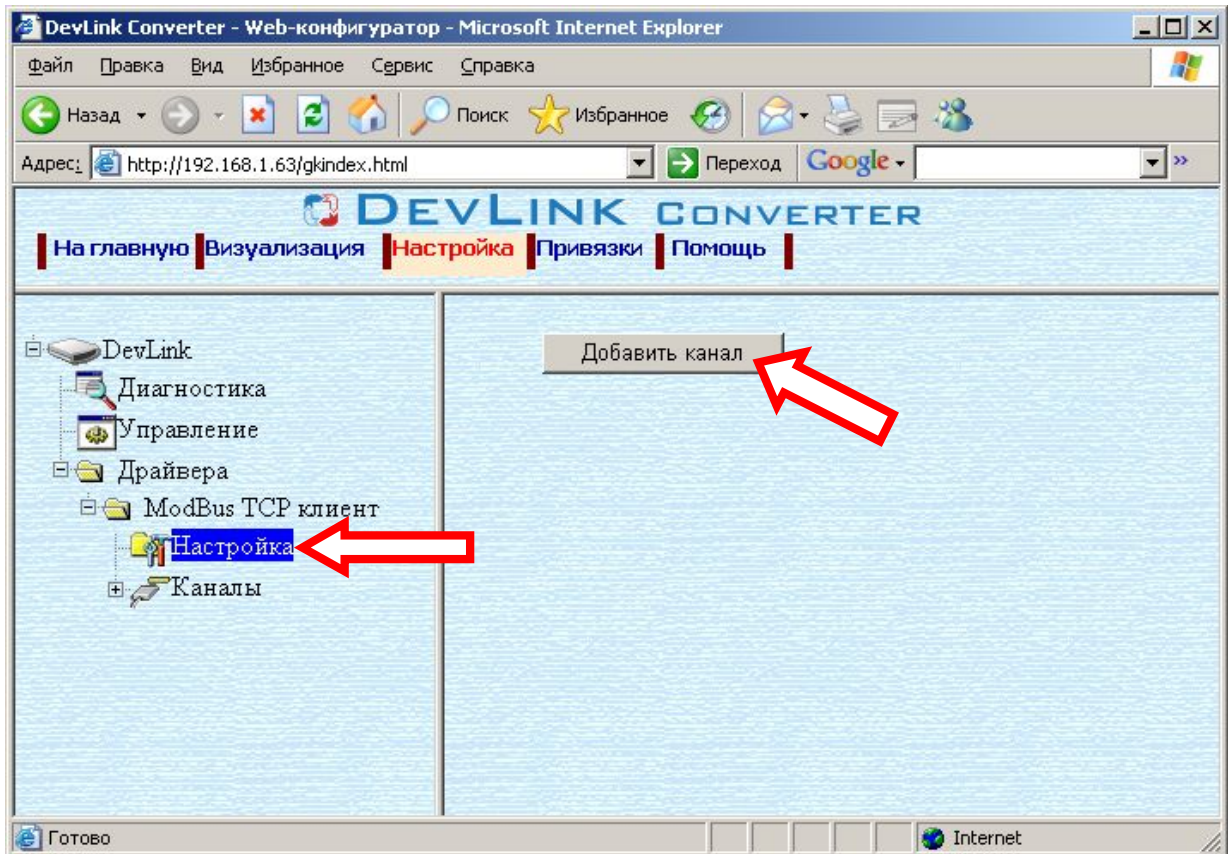 DevLink Converter - Web-конфигуратор - Microsoft Internet Explorer
Файл Правка Вид Избранное Сервис Справка
Назад Поиск Избранное
Адрес: http://192.168.1.63/gkindex.html Переход Google »
DEVLINK CONVERTER
На главную Визуализация Настройка Привязки Помощь
DevLink
Диагностика
Управление
Драйвера
ModBus TCP клиент
Настройка
Каналы
Добавить канал
Готово Internet